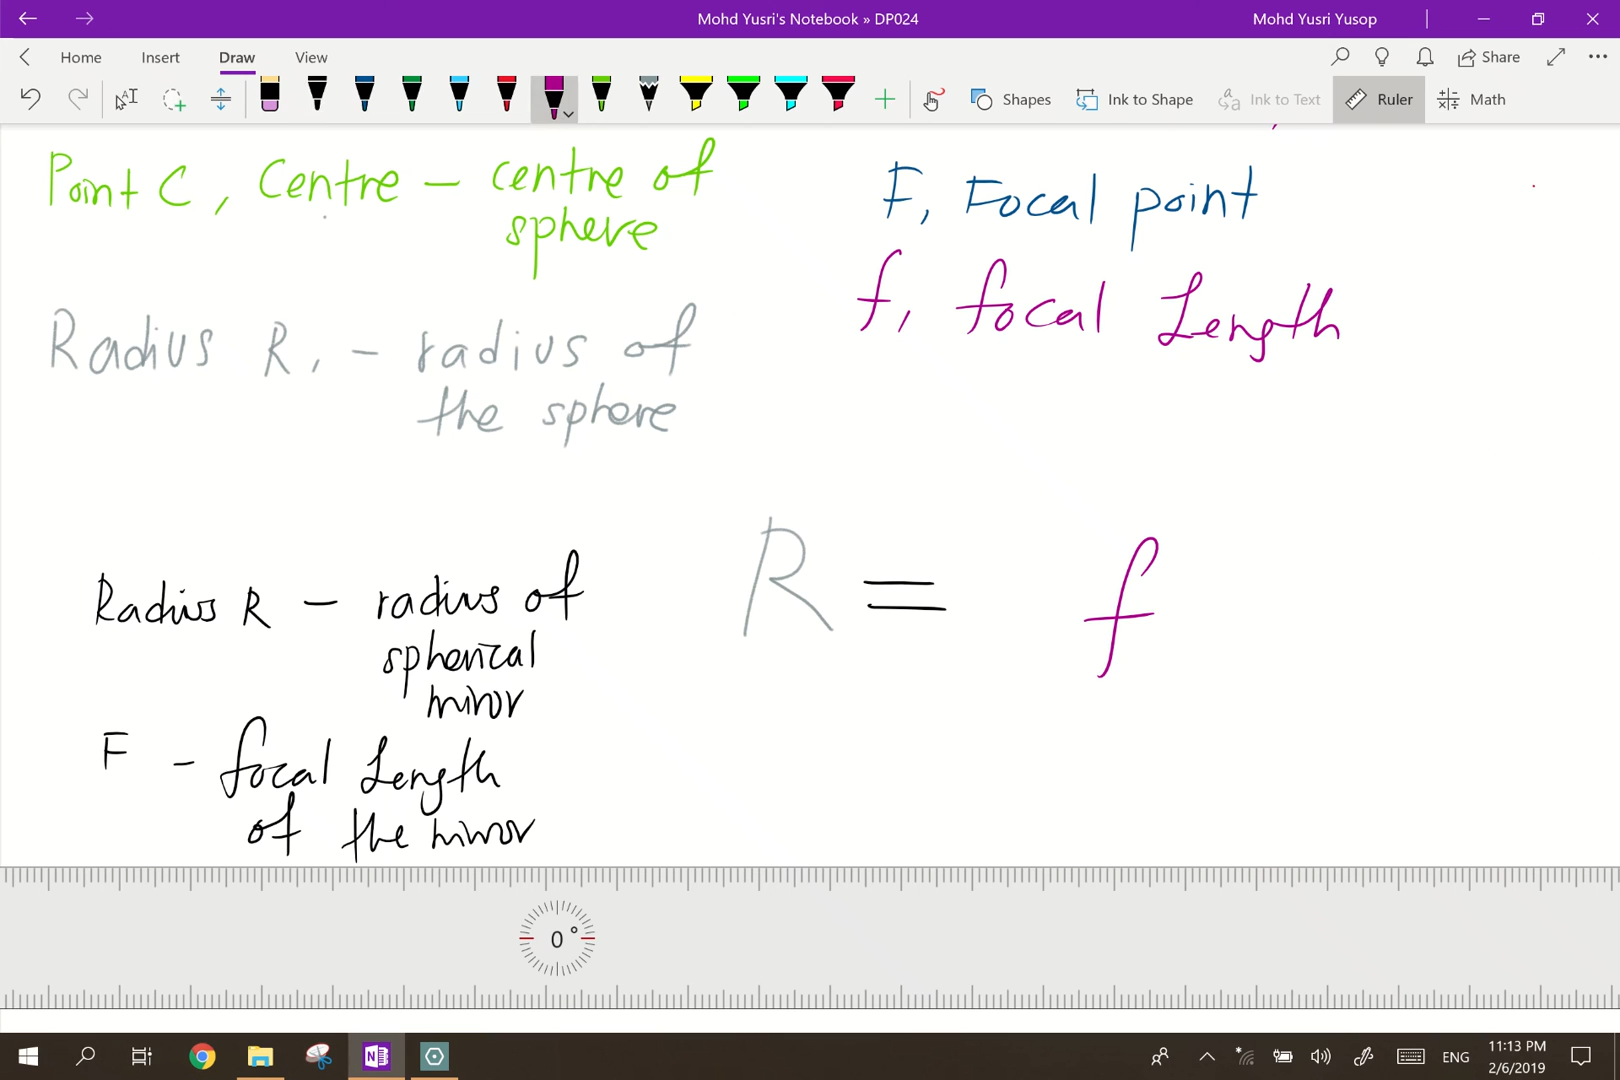 Mohd Yusri's Notebook » DP024
Mohd Yusri Yusop
Home Insert Draw View
Share
Shapes Ink to Shape Ink to Text Ruler Math
Point C, Centre - centre of
sphere
F, Focal point
f, focal Length
Radius R, - radius of
the sphere
R = f
Radius R - radius of
spherical
mirror
F - focal Length
of the mirror
0°
ENG
11:13 PM
2/6/2019